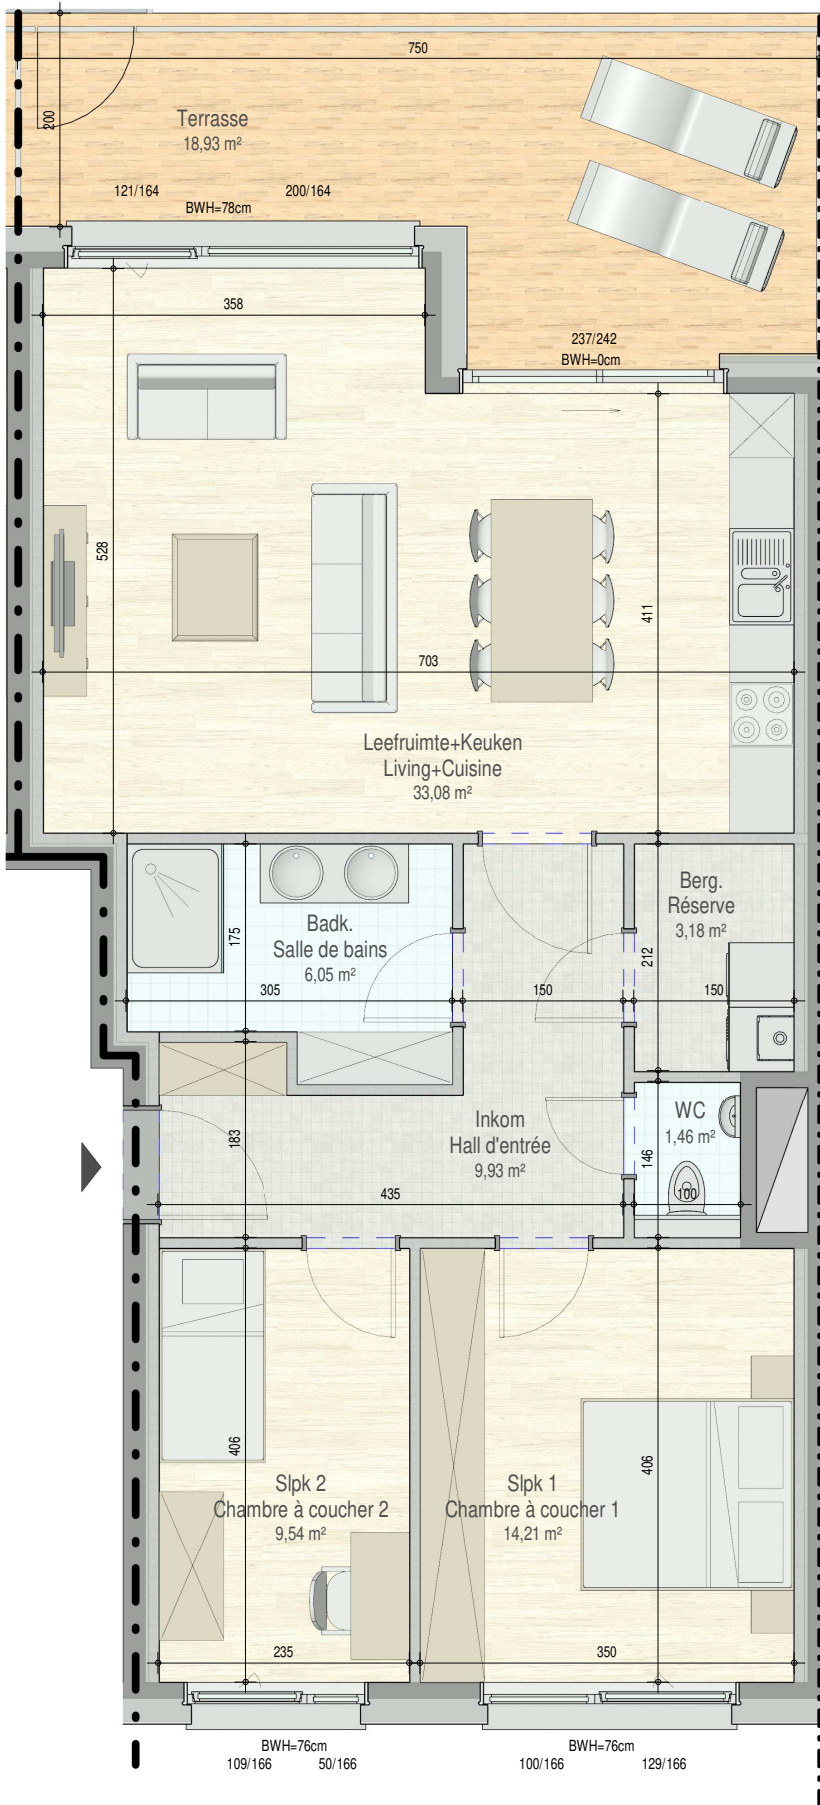 750
200
Terrasse
18,93 m²
121/164
200/164
BWH=78cm
358
237/242
BWH=0cm
528
411
703
Leefruimte+Keuken
Living+Cuisine
33,08 m²
Berg.
Réserve
3,18 m²
Badk.
Salle de bains
6,05 m²
175
212
305
150
150
Inkom
Hall d'entrée
9,93 m²
WC
1,46 m²
183
146
435
100
406
406
Slpk 2
Chambre à coucher 2
9,54 m²
Slpk 1
Chambre à coucher 1
14,21 m²
235
350
BWH=76cm
109/166
50/166
BWH=76cm
100/166
129/166